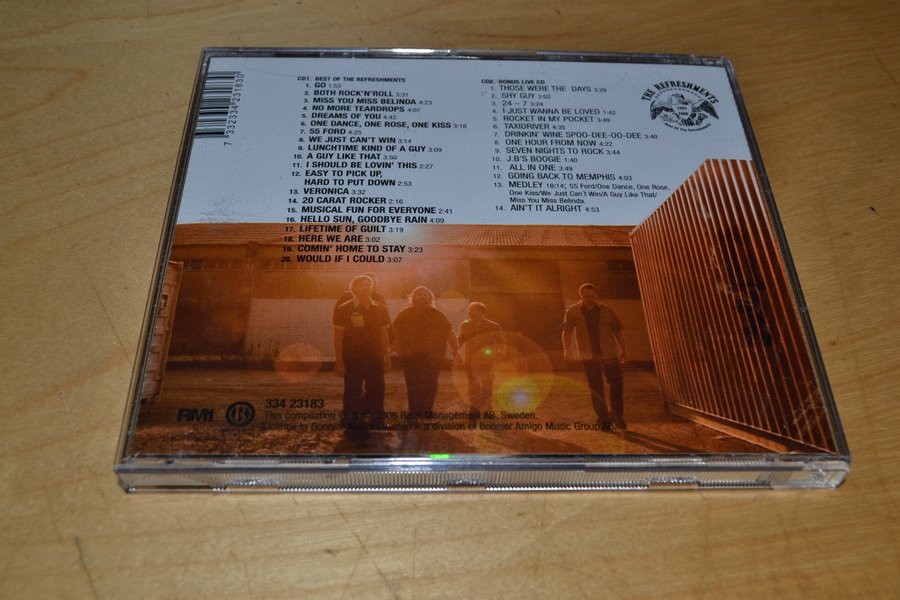 CD1. BEST OF THE REFRESHMENTS
1. GO 1:53
2. BOTH ROCK'N'ROLL 3:31
3. MISS YOU MISS BELINDA 4:23
4. NO MORE TEARDROPS 4:07
5. DREAMS OF YOU 4:42
6. ONE DANCE, ONE ROSE, ONE KISS 3:18
7. 55 FORD 4:25
8. WE JUST CAN'T WIN 3:14
9. LUNCHTIME KIND OF A GUY 3:09
10. A GUY LIKE THAT 3:50
11. I SHOULD BE LOVIN' THIS 2:27
12. EASY TO PICK UP,
HARD TO PUT DOWN 2:53
13. VERONICA 3:32
14. 20 CARAT ROCKER 2:16
15. MUSICAL FUN FOR EVERYONE 2:41
16. HELLO SUN, GOODBYE RAIN 4:09
17. LIFETIME OF GUILT 3:19
18. HERE WE ARE 3:02
19. COMIN' HOME TO STAY 3:23
20. WOULD IF I COULD 3:07
CD2. BONUS LIVE CD
1. THOSE WERE THE DAYS 3:29
2. SHY GUY 3:02
3. 24 – 7 3:24
4. I JUST WANNA BE LOVED 1:42
5. ROCKET IN MY POCKET 3:49
6. TAXIDRIVER 4:35
7. DRINKIN' WINE SPOO-DEE-OO-DEE 3:40
8. ONE HOUR FROM NOW 4:22
9. SEVEN NIGHTS TO ROCK 3:44
10. J.B'S BOOGIE 1:40
11. ALL IN ONE 3:49
12. GOING BACK TO MEMPHIS 4:03
13. MEDLEY 10:14; 55 Ford/One Dance, One Rose,
One Kiss/We Just Can't Win/A Guy Like That/
Miss You Miss Belinda.
14. AIN'T IT ALRIGHT 4:53
THE REFRESHMENTS
Best Of The Refreshments
7 332334 231830
RMI
B
334 23183
This compilation ℗ & © 2006 Real Management AB, Sweden.
Licence to Bonnier Sweden – a division of Bonnier Amigo Music Group AB.